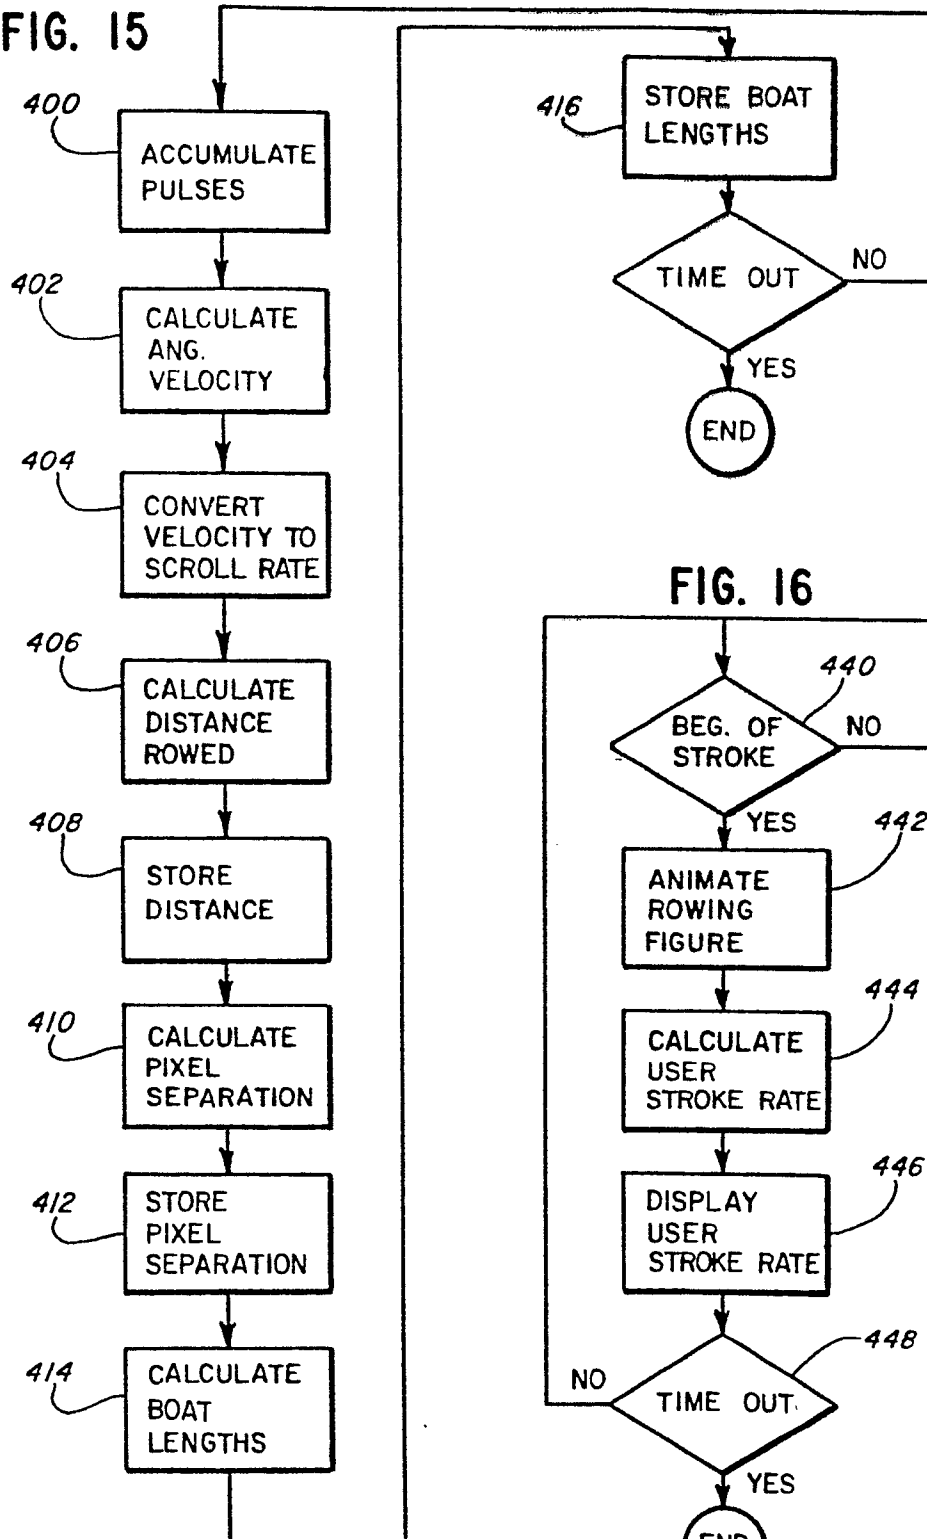 FIG. 15
400
ACCUMULATE
PULSES
402
CALCULATE
ANG.
VELOCITY
404
CONVERT
VELOCITY TO
SCROLL RATE
406
CALCULATE
DISTANCE
ROWED
408
STORE
DISTANCE
410
CALCULATE
PIXEL
SEPARATION
412
STORE
PIXEL
SEPARATION
414
CALCULATE
BOAT
LENGTHS
416
STORE BOAT
LENGTHS
TIME OUT
NO
YES
END
FIG. 16
440
BEG. OF
STROKE
NO
YES
442
ANIMATE
ROWING
FIGURE
444
CALCULATE
USER
STROKE RATE
446
DISPLAY
USER
STROKE RATE
448
NO
TIME OUT
YES
END